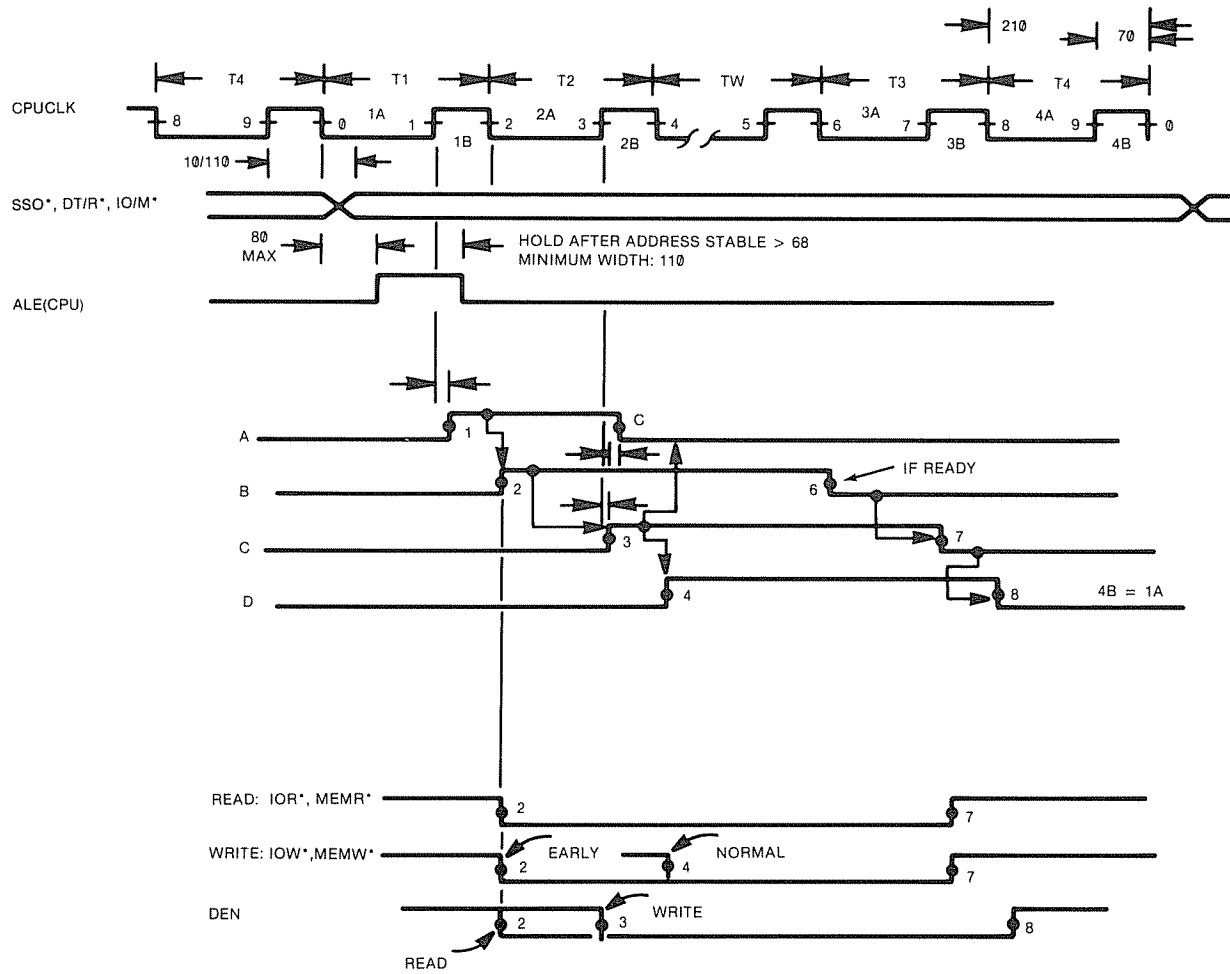 210
70
T4 T1 T2 TW T3 T4
CPUCLK
8 9 0 1A 1 1B 2 2A 3 2B 4 5 6 3A 7 3B 8 4A 9 4B 0
10/110
SSO*, DT/R*, IO/M*
80
MAX
HOLD AFTER ADDRESS STABLE > 68
MINIMUM WIDTH: 110
ALE(CPU)
A 1 C
B 2 6 IF READY
C 3 7
D 4 8 4B = 1A
READ: IOR*, MEMR* 2 7
WRITE: IOW*,MEMW* 2 EARLY 4 NORMAL 7
DEN 2 3 WRITE 8
READ